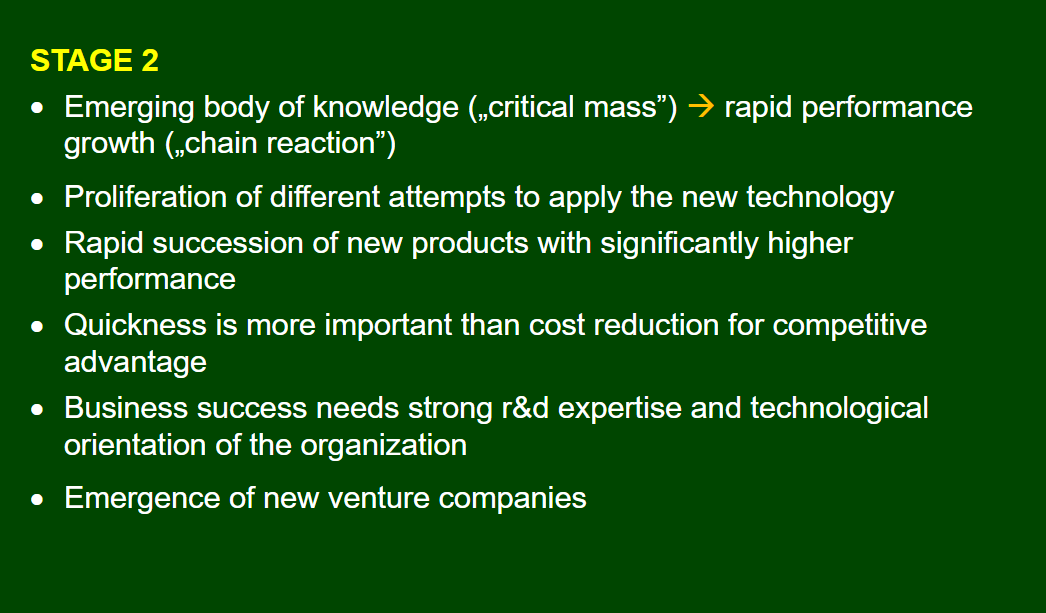 STAGE 2
• Emerging body of knowledge („critical mass”) → rapid performance
growth („chain reaction”)
• Proliferation of different attempts to apply the new technology
• Rapid succession of new products with significantly higher
performance
• Quickness is more important than cost reduction for competitive
advantage
• Business success needs strong r&d expertise and technological
orientation of the organization
• Emergence of new venture companies